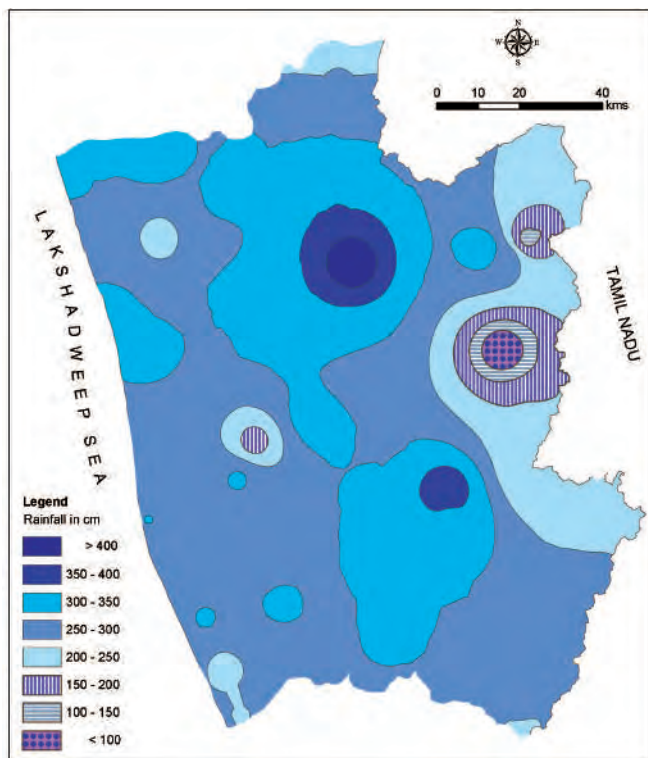 N
W E
S
0 10 20 40
kms
LAKSHADWEEP SEA
TAMIL NADU
Legend
Rainfall in cm
> 400
350 - 400
300 - 350
250 - 300
200 - 250
150 - 200
100 - 150
< 100